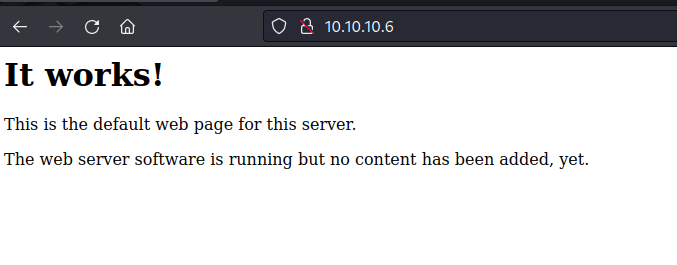 10.10.10.6
It works!
This is the default web page for this server.
The web server software is running but no content has been added, yet.